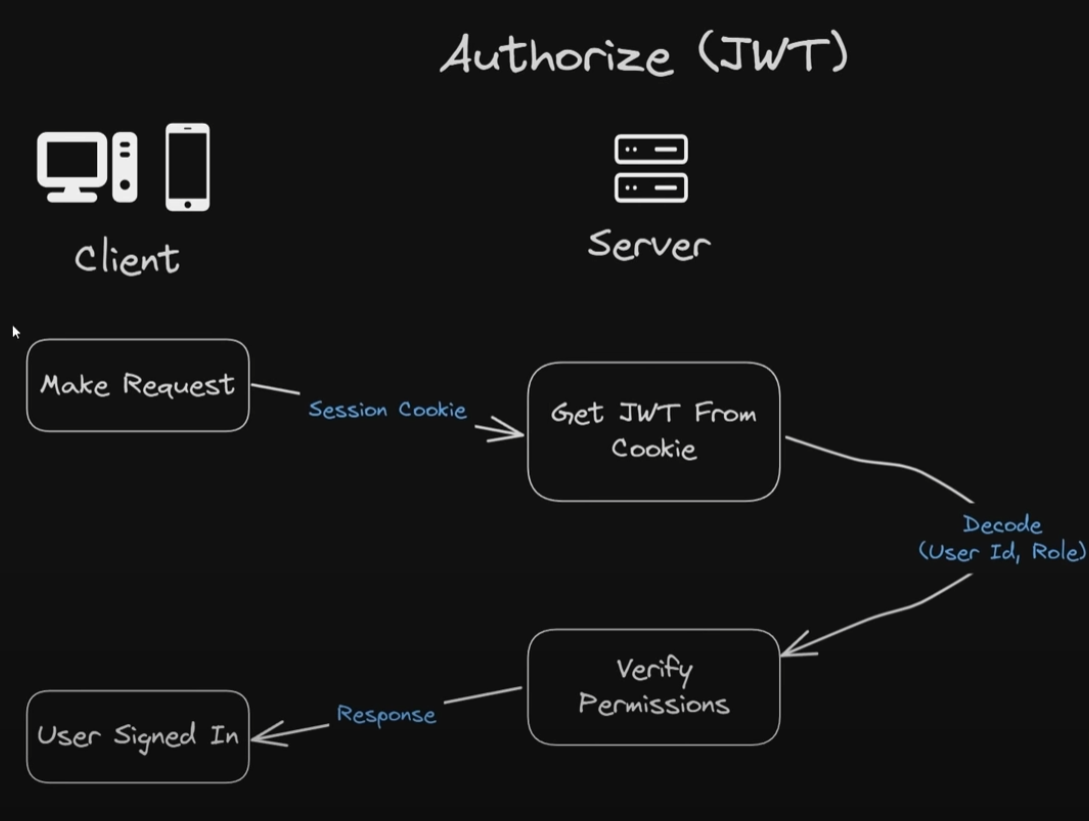 Authorize (JWT)
Client
Server
Make Request
Session Cookie
Get JWT From
Cookie
Decode
(User Id, Role)
Verify
Permissions
Response
User Signed In